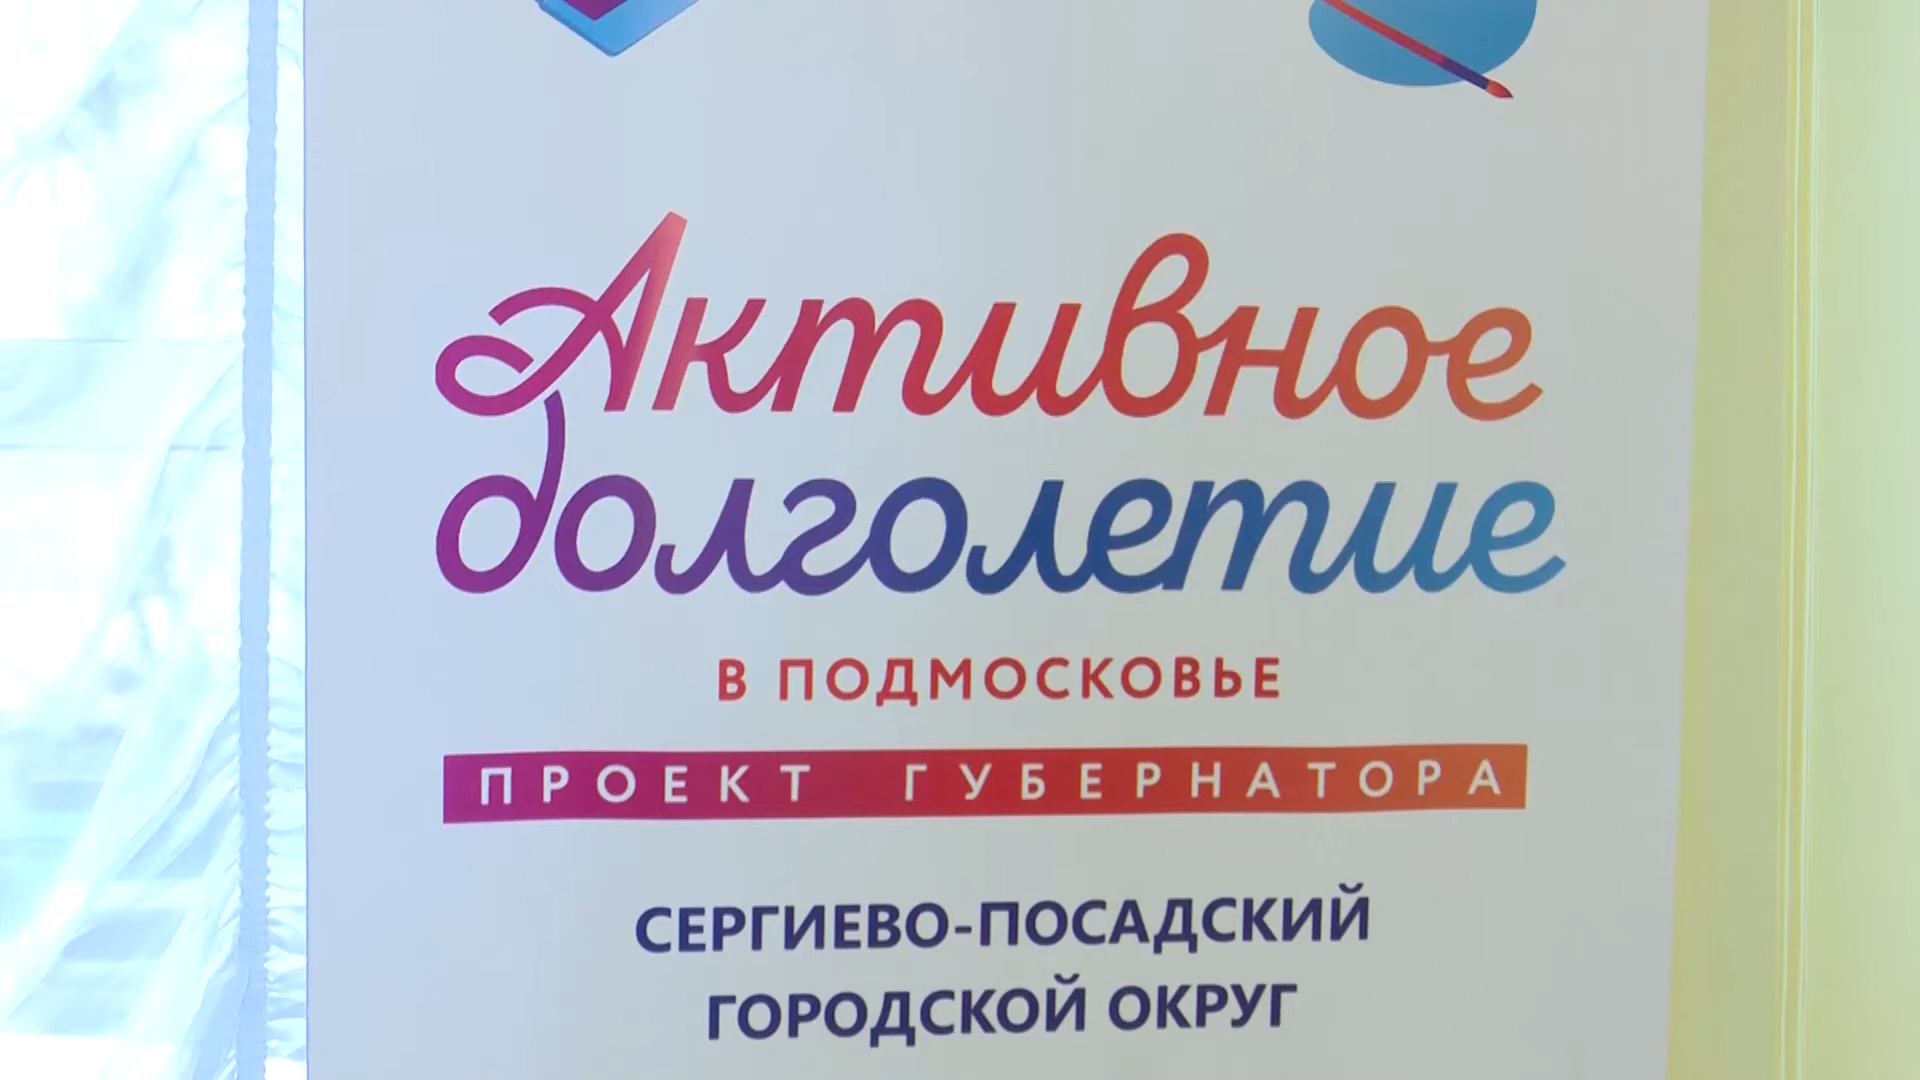 Активное
долголетие
В ПОДМОСКОВЬЕ
ПРОЕКТ ГУБЕРНАТОРА
СЕРГИЕВО-ПОСАДСКИЙ
ГОРОДСКОЙ ОКРУГ